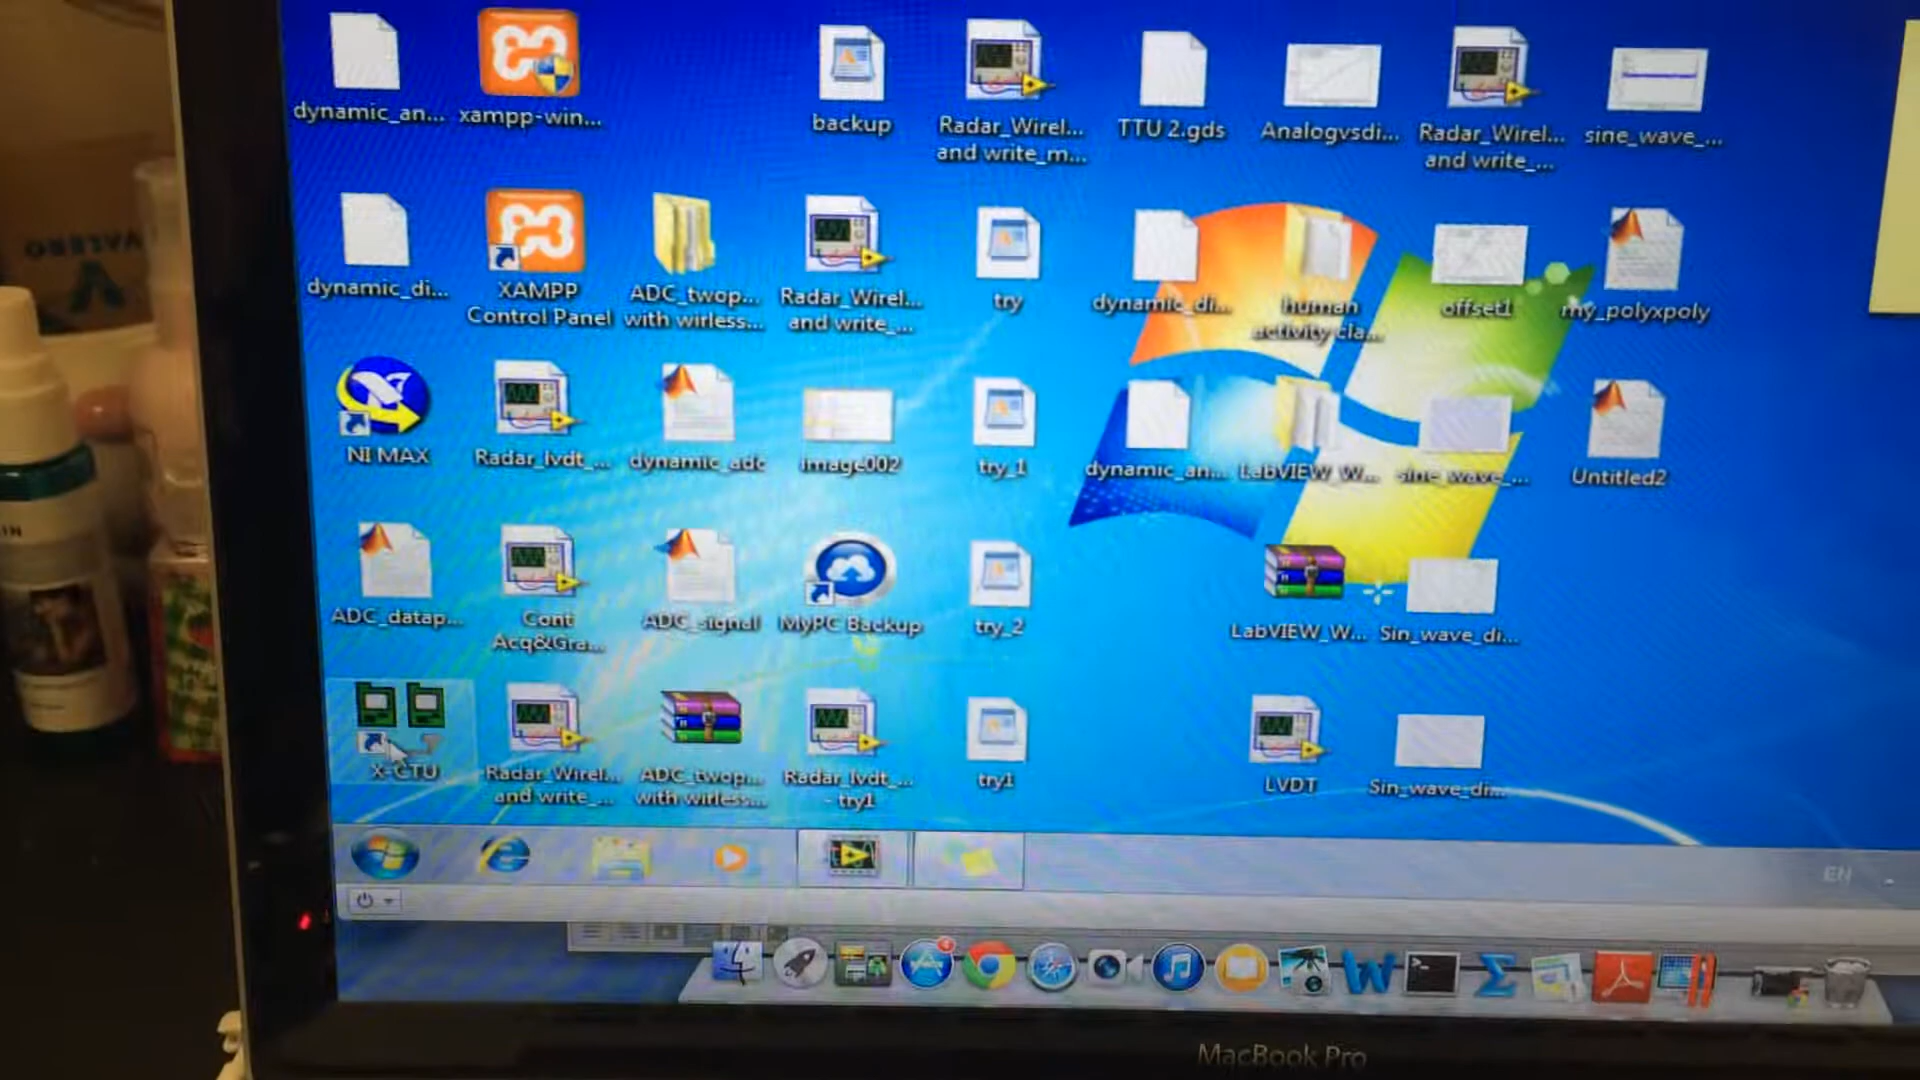 dynamic_an...
xampp-win...
backup
Radar_Wirel...
and write_m...
TTU 2.gds
Analogvsdi...
Radar_Wirel...
and write_...
sine_wave_...
dynamic_di...
XAMPP
Control Panel
ADC_twop...
with wirless...
Radar_Wirel...
and write_...
try
dynamic_di...
human
activity cla...
offset1
my_polyxpoly
NI MAX
Radar_lvdt_...
dynamic_adc
image002
try_1
dynamic_an...
LabVIEW_W...
sine_wave_...
Untitled2
ADC_datap...
Cont
Acq&Gra...
ADC_signal
MyPC Backup
try_2
LabVIEW_W...
Sin_wave_di...
X-CTU
Radar_Wirel...
and write_...
ADC_twop...
with wirless...
Radar_lvdt_...
- try1
try1
LVDT
Sin_wave_di...
EN
MacBook Pro